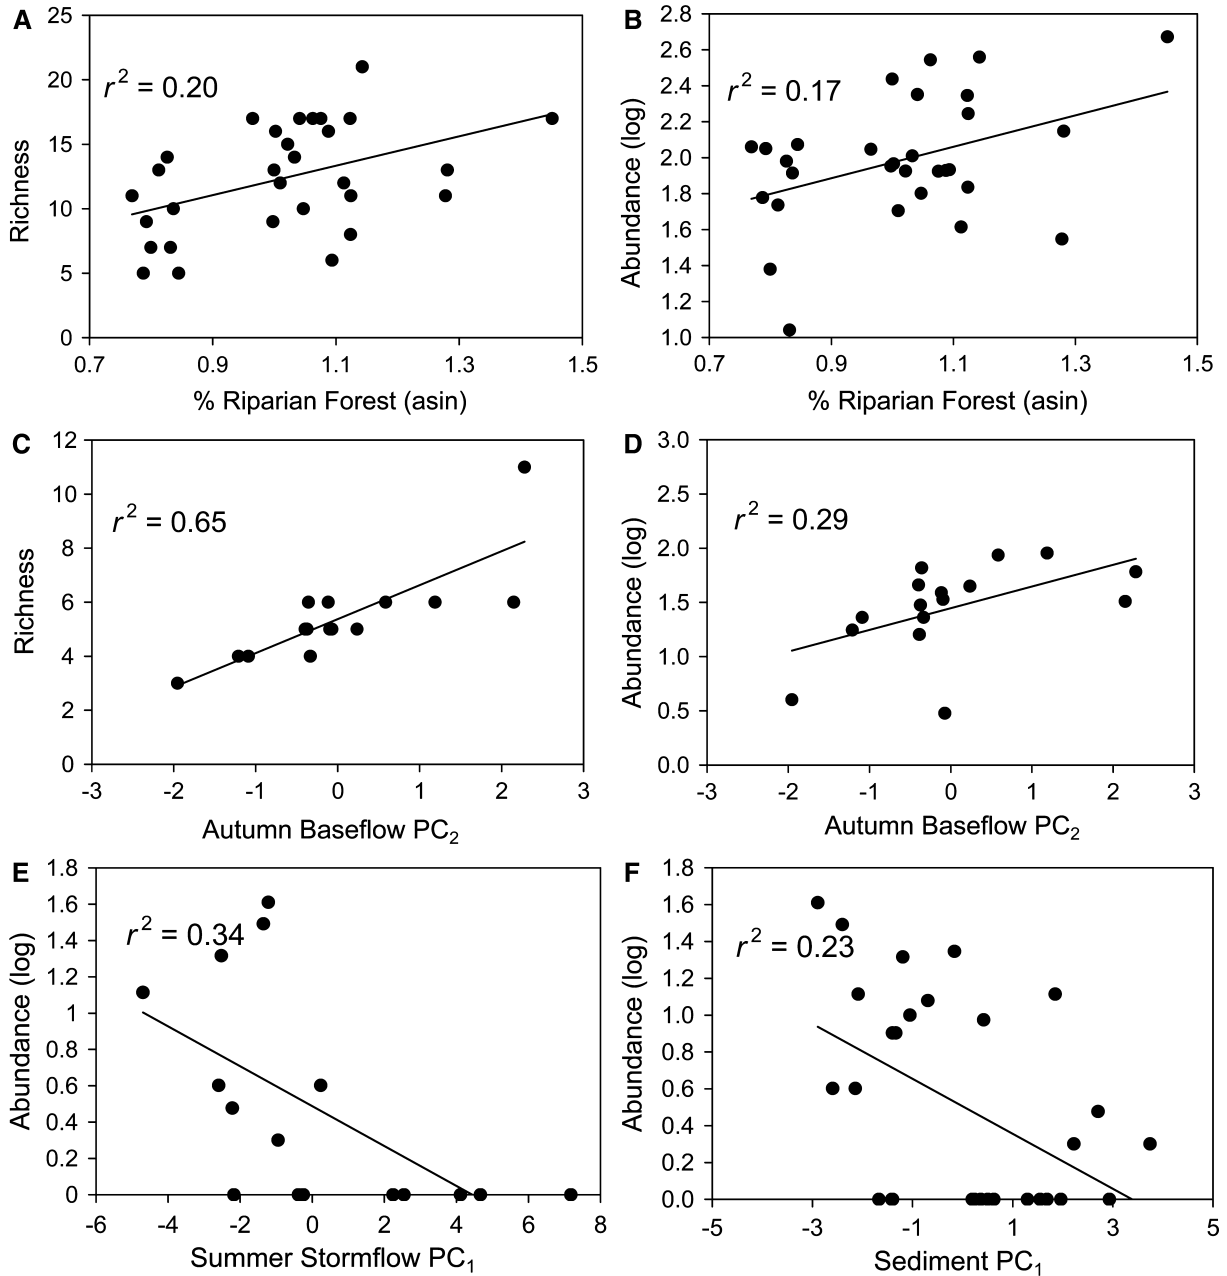 A
25
20
15
10
5
0
Richness
r² = 0.20
0.7 0.9 1.1 1.3 1.5
% Riparian Forest (asin)
B
2.8
2.6
2.4
2.2
2.0
1.8
1.6
1.4
1.2
1.0
Abundance (log)
r² = 0.17
0.7 0.9 1.1 1.3 1.5
% Riparian Forest (asin)
C
12
10
8
6
4
2
0
Richness
r² = 0.65
-3 -2 -1 0 1 2 3
Autumn Baseflow PC₂
D
3.0
2.5
2.0
1.5
1.0
0.5
0.0
Abundance (log)
r² = 0.29
-3 -2 -1 0 1 2 3
Autumn Baseflow PC₂
E
1.8
1.6
1.4
1.2
1
0.8
0.6
0.4
0.2
0
Abundance (log)
r² = 0.34
-6 -4 -2 0 2 4 6 8
Summer Stormflow PC₁
F
1.8
1.6
1.4
1.2
1.0
0.8
0.6
0.4
0.2
0.0
Abundance (log)
r² = 0.23
-5 -3 -1 1 3 5
Sediment PC₁